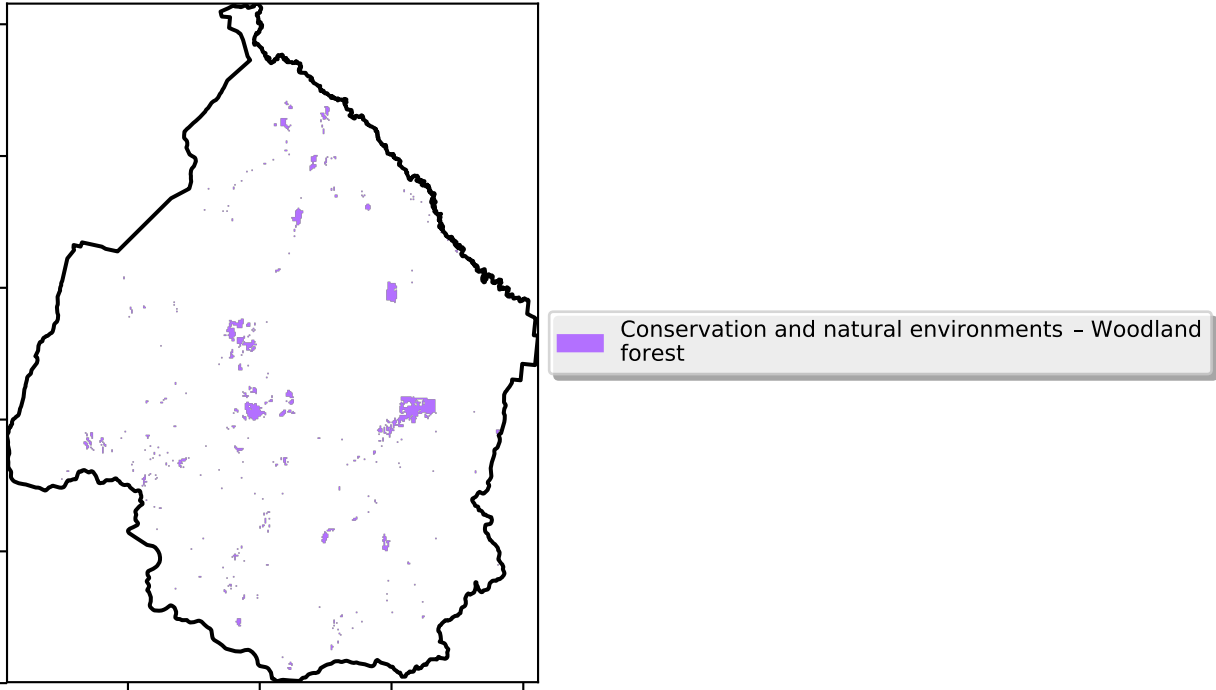 Conservation and natural environments – Woodland
forest